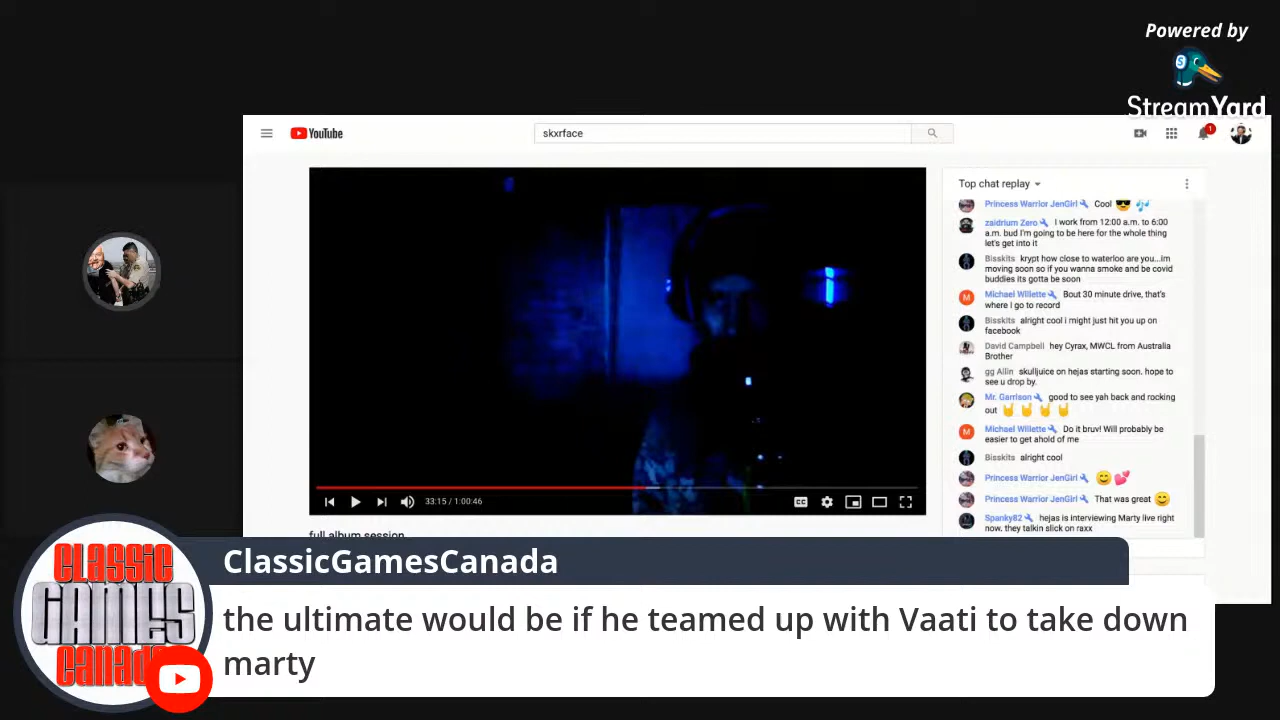 Powered by
StreamYard
YouTube
skxrface
1
Top chat replay
Princess Warrior JenGirl Cool 😎 🎶
zaidrium Zero I work from 12:00 a.m. to 6:00
a.m. bud I'm going to be here for the whole thing
let's get into it
Bisskits krypt how close to waterloo are you...im
moving soon so if you wanna smoke and be covid
buddies its gotta be soon
M
Michael Willette Bout 30 minute drive, that's
where I go to record
Bisskits alright cool i might just hit you up on
facebook
David Campbell hey Cyrax, MWCL from Australia
Brother
gg Allin skulljuice on hejas starting soon. hope to
see u drop by.
Mr. Garrison good to see yah back and rocking
out 🤘 🤘 🤘 🤘
M
Michael Willette Do it bruv! Will probably be
easier to get ahold of me
Bisskits alright cool
Princess Warrior JenGirl 😊 💕
Princess Warrior JenGirl That was great 😊
Spanky82 hejas is interviewing Marty live right
now. they talkin slick on raxx
33:15 / 1:00:46
CC
full album session
CLASSIC
GAMES
CANADA
ClassicGamesCanada
the ultimate would be if he teamed up with Vaati to take down
marty